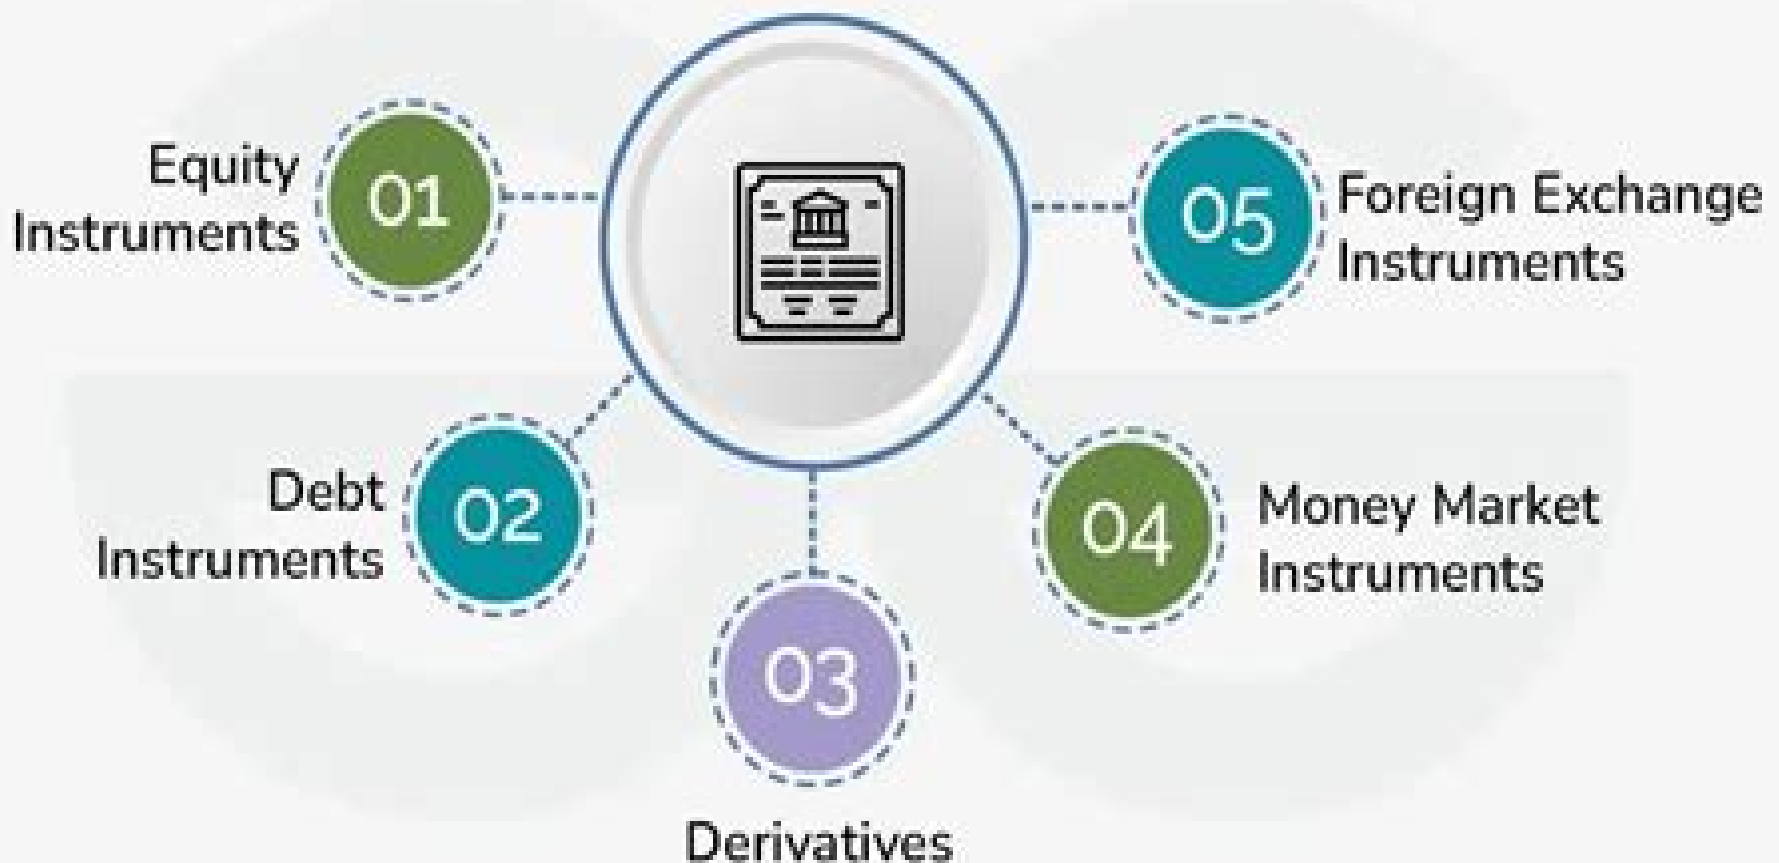 01
Equity
Instruments
02
Debt
Instruments
03
Derivatives
04
Money Market
Instruments
05
Foreign Exchange
Instruments